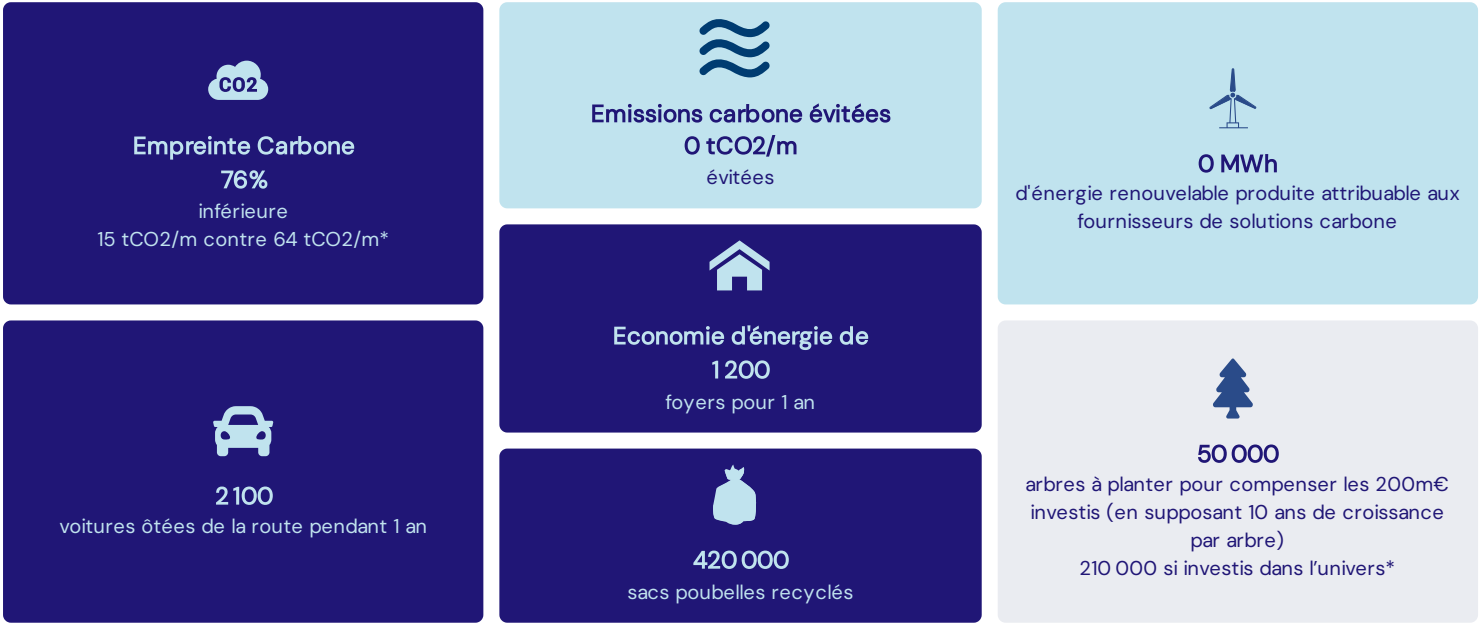 CO2
Empreinte Carbone
76%
inférieure
15 tCO2/m contre 64 tCO2/m*
2 100
voitures ôtées de la route pendant 1 an
Emissions carbone évitées
0 tCO2/m
évitées
Economie d'énergie de
1 200
foyers pour 1 an
420 000
sacs poubelles recyclés
0 MWh
d'énergie renouvelable produite attribuable aux
fournisseurs de solutions carbone
50 000
arbres à planter pour compenser les 200m€
investis (en supposant 10 ans de croissance
par arbre)
210 000 si investis dans l’univers*